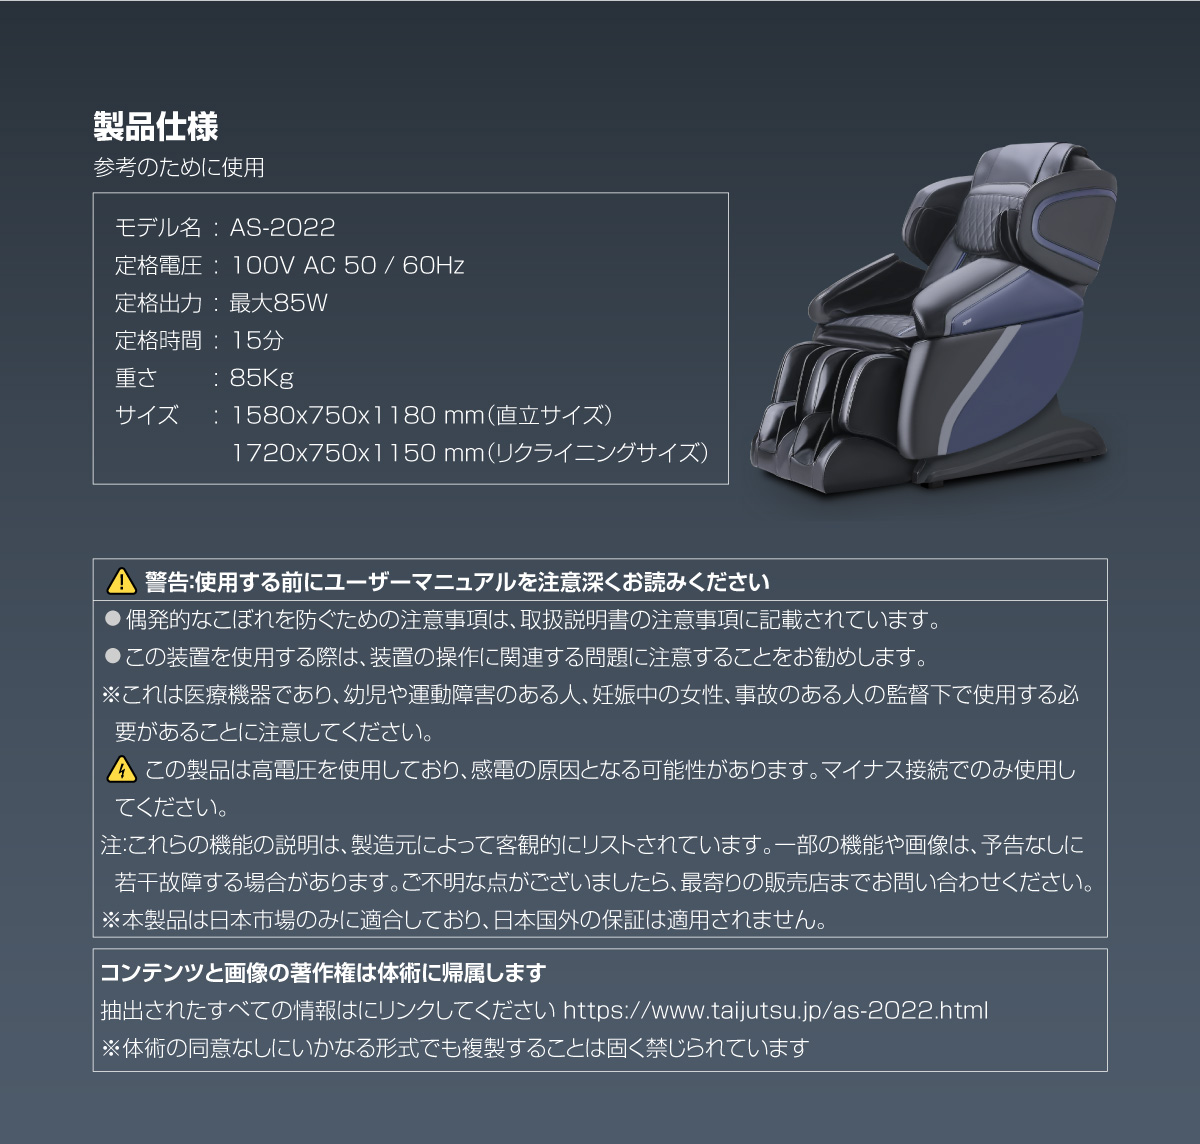 製品仕様
参考のために使用
モデル名 : AS-2022
定格電圧 : 100V AC 50 / 60Hz
定格出力 : 最大85W
定格時間 : 15分
重さ : 85Kg
サイズ : 1580x750x1180 mm（直立サイズ）
1720x750x1150 mm（リクライニングサイズ）
警告:使用する前にユーザーマニュアルを注意深くお読みください
●偶発的なこぼれを防ぐための注意事項は、取扱説明書の注意事項に記載されています。
●この装置を使用する際は、装置の操作に関連する問題に注意することをお勧めします。
※これは医療機器であり、幼児や運動障害のある人、妊娠中の女性、事故のある人の監督下で使用する必
要があることに注意してください。
この製品は高電圧を使用しており、感電の原因となる可能性があります。マイナス接続でのみ使用し
てください。
注:これらの機能の説明は、製造元によって客観的にリストされています。一部の機能や画像は、予告なしに
若干故障する場合があります。ご不明な点がございましたら、最寄りの販売店までお問い合わせください。
※本製品は日本市場のみに適合しており、日本国外の保証は適用されません。
コンテンツと画像の著作権は体術に帰属します
抽出されたすべての情報はにリンクしてください https://www.taijutsu.jp/as-2022.html
※体術の同意なしにいかなる形式でも複製することは固く禁じられています